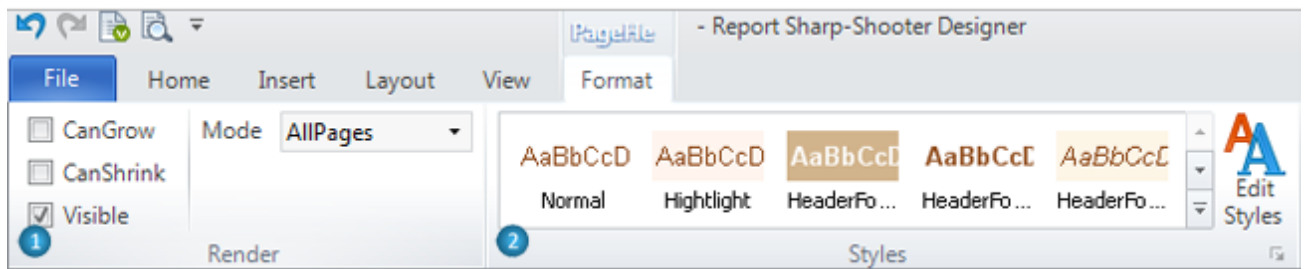 - Report Sharp-Shooter Designer
File Home Insert Layout View Format
CanGrow Mode AllPages
CanShrink
Visible
AaBbCcD AaBbCcD AaBbCcD AaBbCcD AaBbCcD
Normal Hightlight HeaderFo... HeaderFo... HeaderFo...
Edit
Styles
1 Render 2 Styles